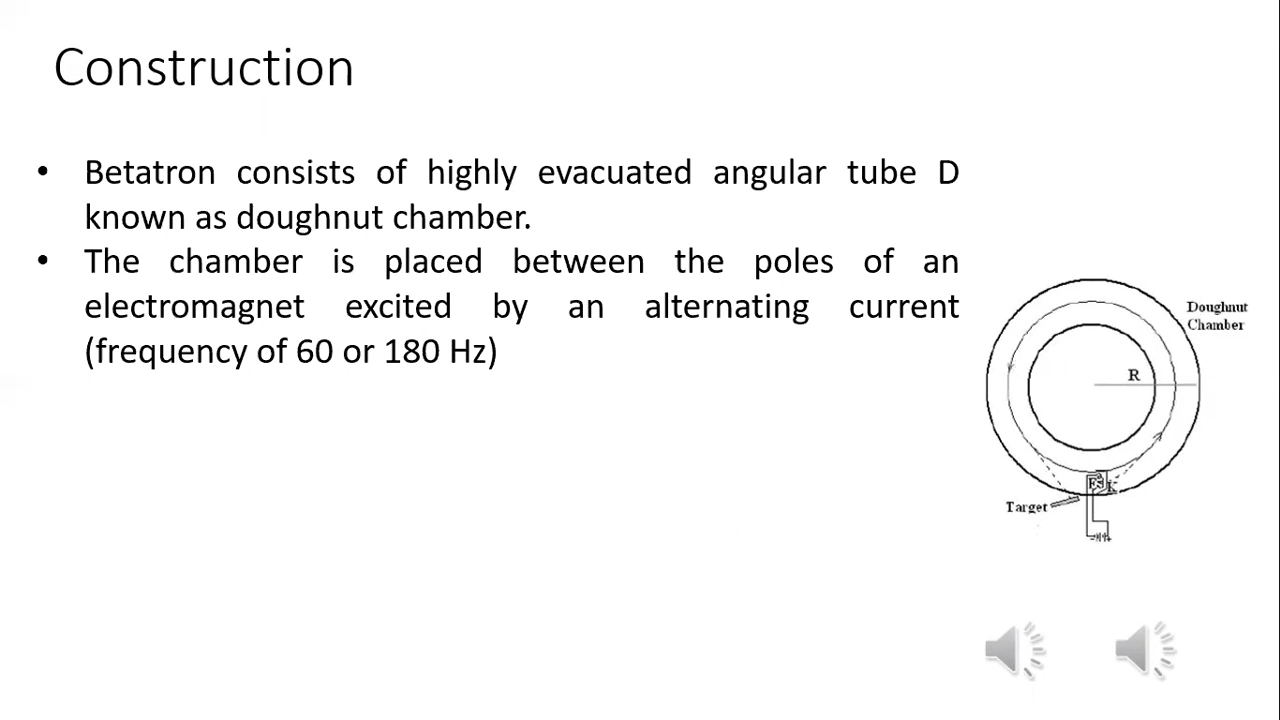 Construction
• Betatron consists of highly evacuated angular tube D
known as doughnut chamber.
• The chamber is placed between the poles of an
electromagnet excited by an alternating current
(frequency of 60 or 180 Hz)
Doughnut
Chamber
R
K
Target